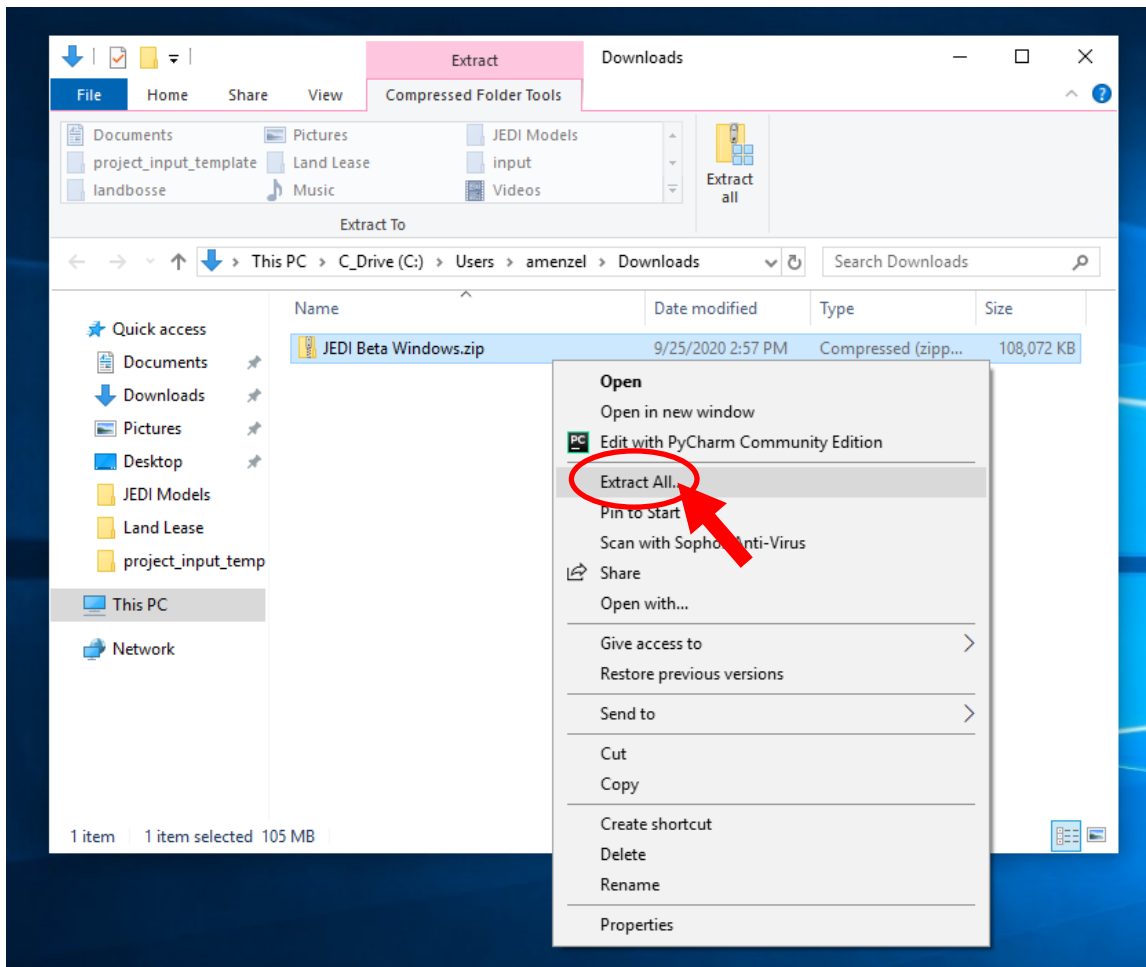 Extract
Downloads
File
Home
Share
View
Compressed Folder Tools
Documents
Pictures
JEDI Models
project_input_template
Land Lease
input
landbosse
Music
Videos
Extract all
Extract To
This PC > C_Drive (C:) > Users > amenzel > Downloads
Search Downloads
Name
Date modified
Type
Size
Quick access
Documents
Downloads
Pictures
Desktop
JEDI Models
Land Lease
project_input_temp
This PC
Network
JEDI Beta Windows.zip
9/25/2020 2:57 PM
Compressed (zipp...
108,072 KB
Open
Open in new window
PC
Edit with PyCharm Community Edition
Extract All..
Pin to Start
Scan with Sophos Anti-Virus
Share
Open with...
Give access to
Restore previous versions
Send to
Cut
Copy
Create shortcut
Delete
Rename
Properties
1 item
1 item selected 105 MB